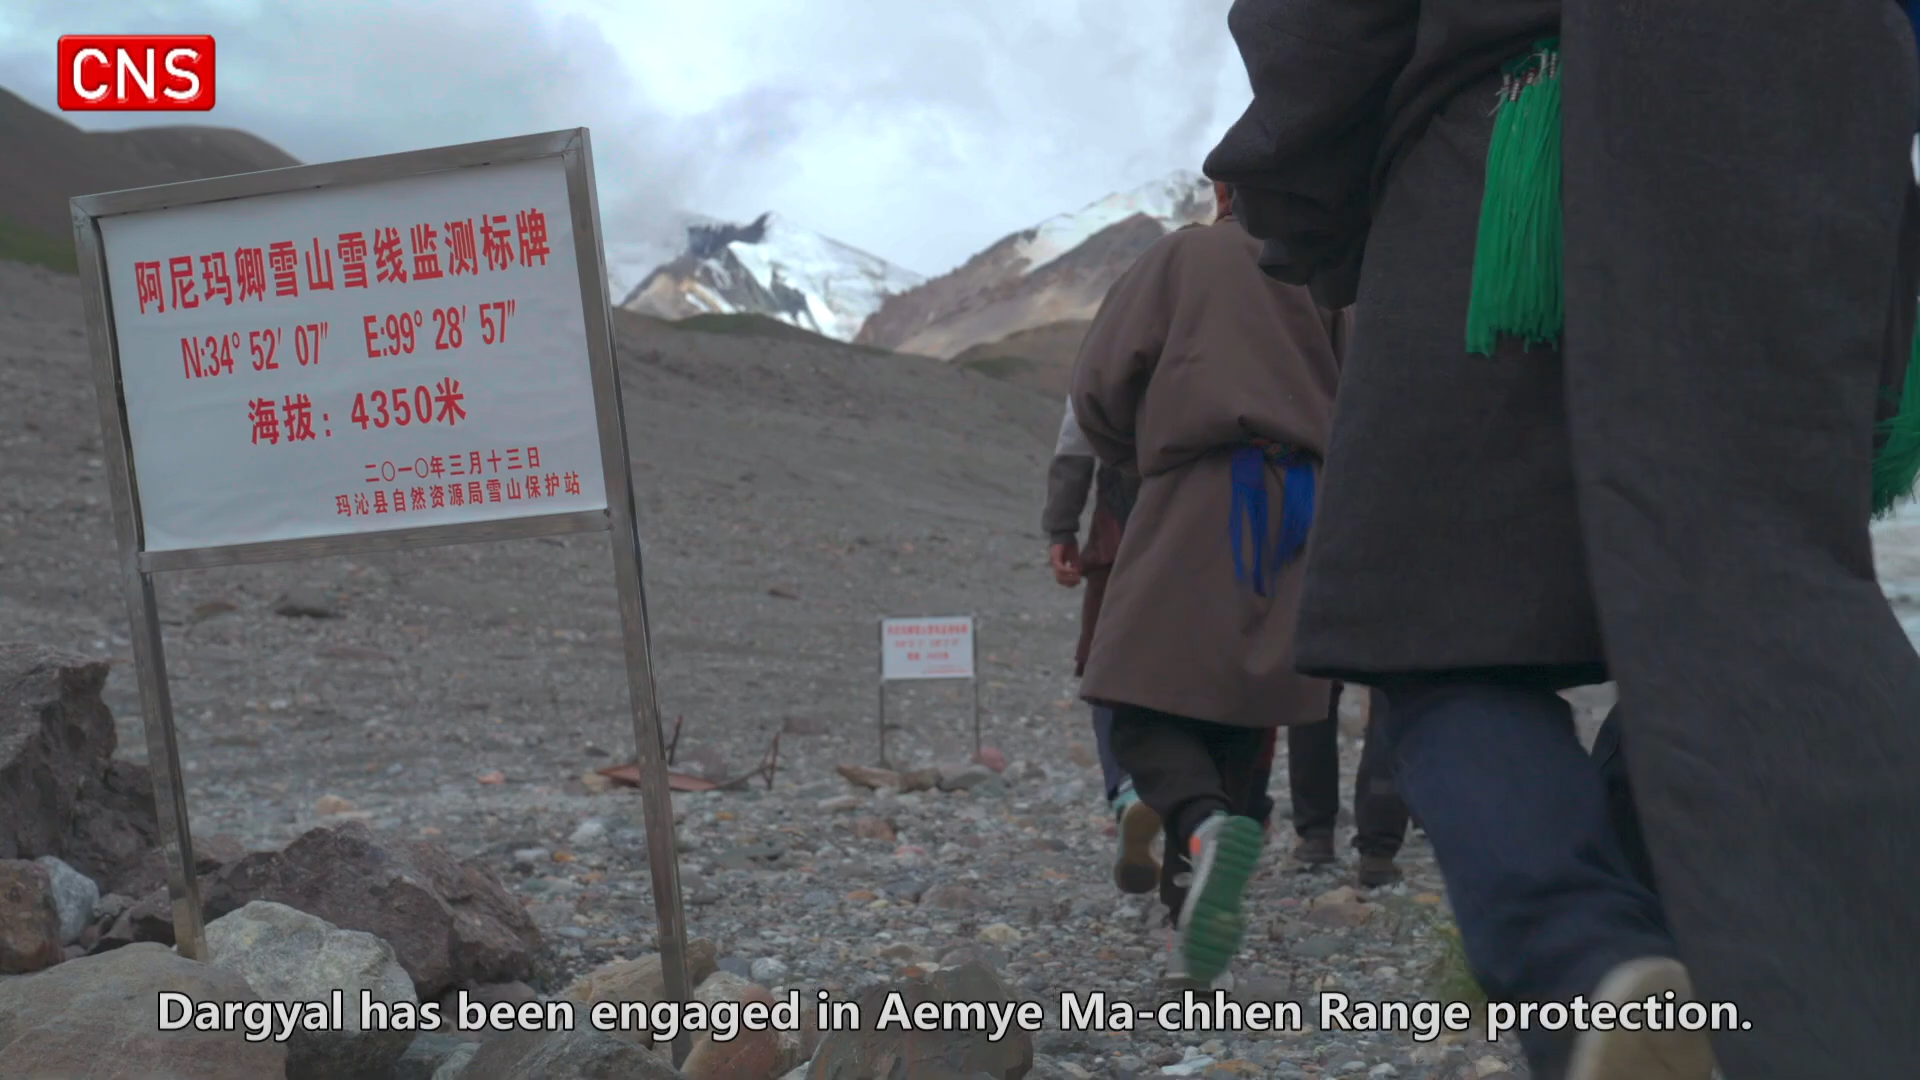 CNS
阿尼玛卿雪山雪线监测标牌
N:34° 52′ 07″ E:99° 28′ 57″
海拔：4350米
二〇一〇年三月十三日
玛沁县自然资源局雪山保护站
Dargyal has been engaged in Aemye Ma-chhen Range protection.